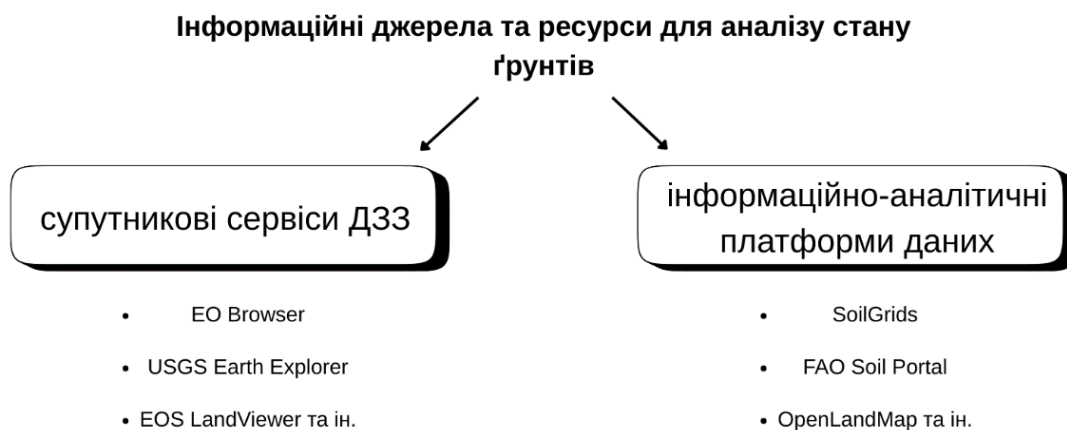 Інформаційні джерела та ресурси для аналізу стану
ґрунтів
супутникові сервіси ДЗЗ
• EO Browser
• USGS Earth Explorer
• EOS LandViewer та ін.
інформаційно-аналітичні
платформи даних
• SoilGrids
• FAO Soil Portal
• OpenLandMap та ін.